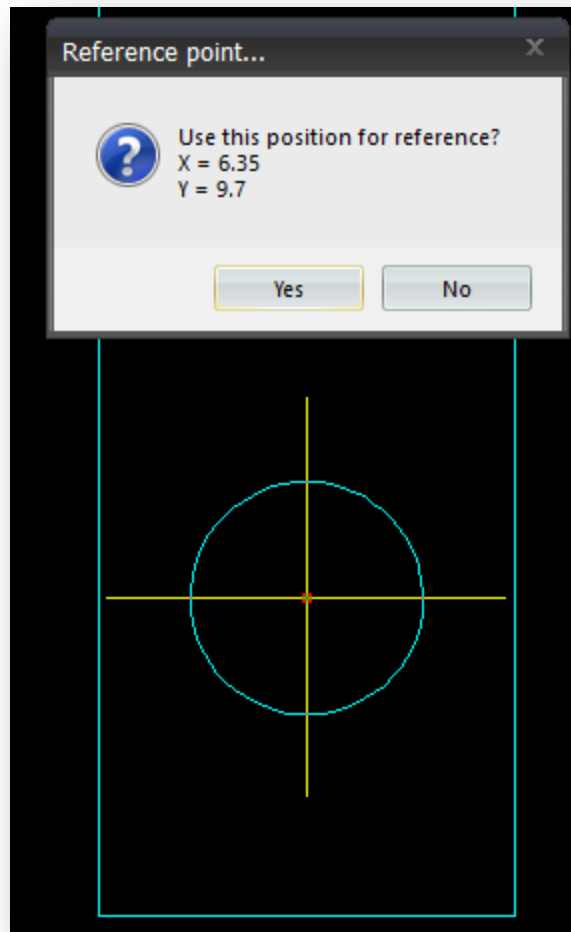 Reference point...
Use this position for reference?
X = 6.35
Y = 9.7
Yes
No